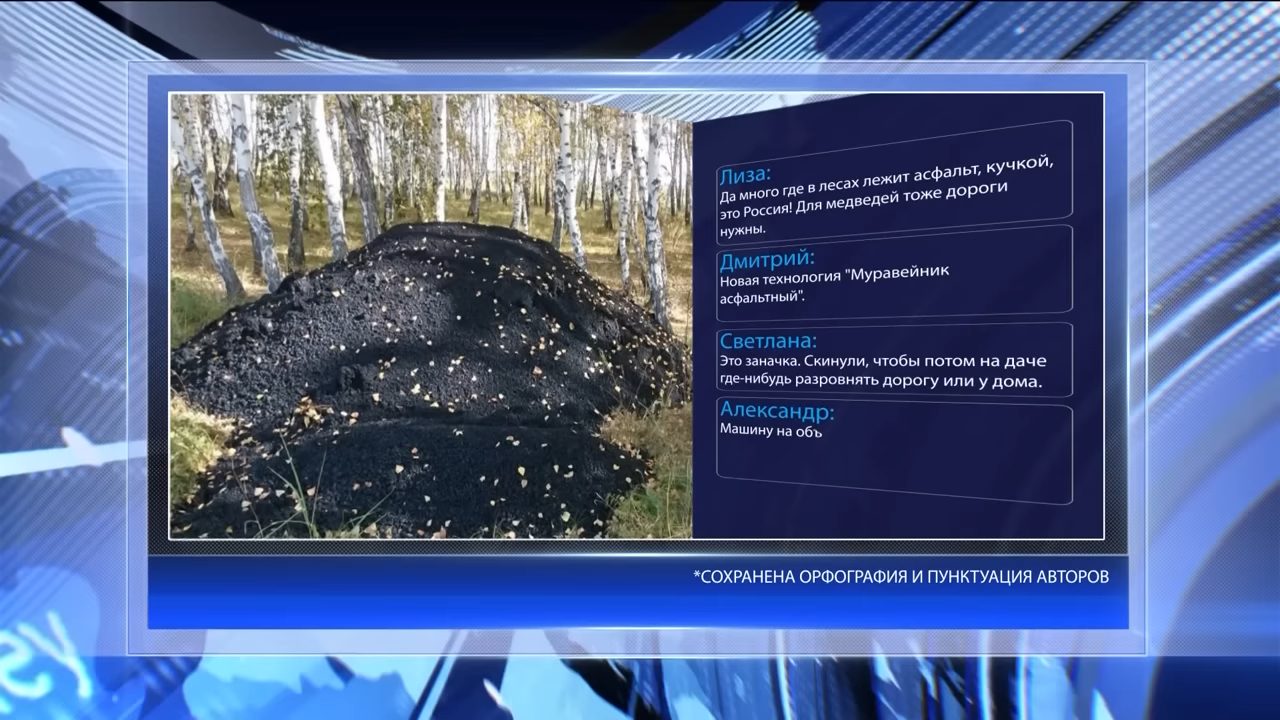 Лиза:
Да много где в лесах лежит асфальт, кучкой,
это Россия! Для медведей тоже дороги
нужны.
Дмитрий:
Новая технология "Муравейник
асфальтный".
Светлана:
Это заначка. Скинули, чтобы потом на даче
где-нибудь разровнять дорогу или у дома.
Александр:
Машину на объ
*СОХРАНЕНА ОРФОГРАФИЯ И ПУНКТУАЦИЯ АВТОРОВ